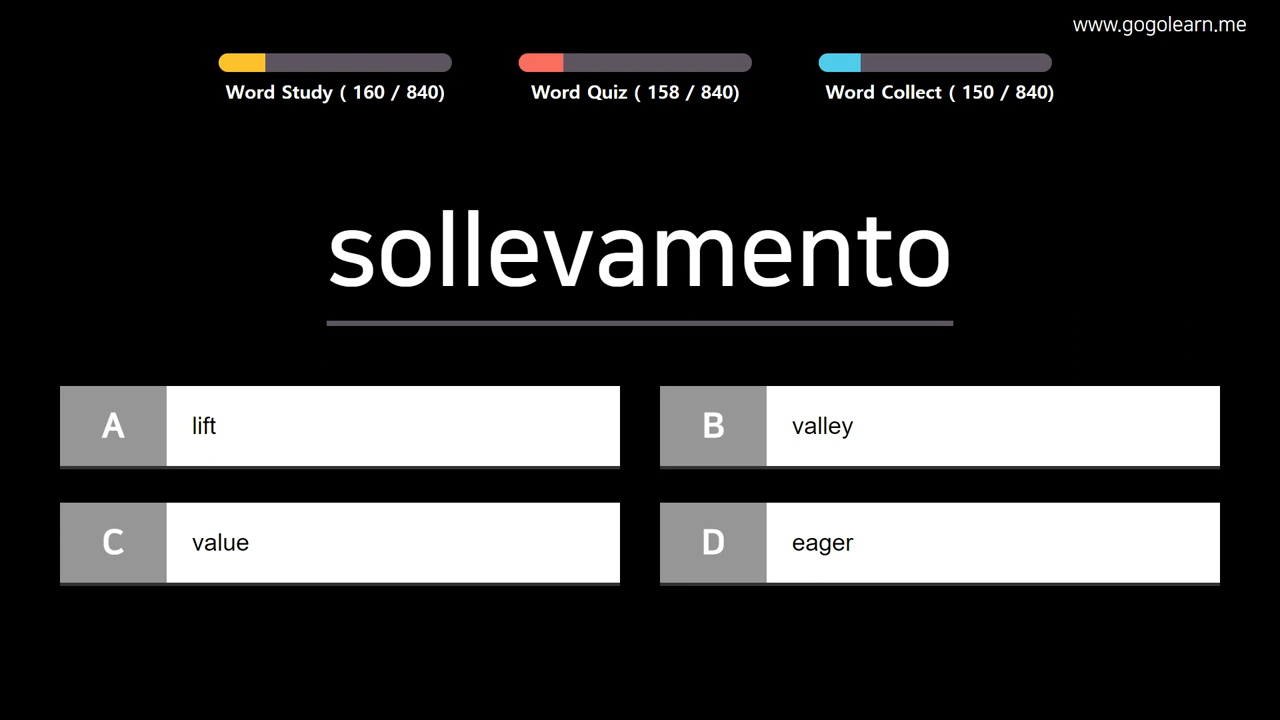 www.gogolearn.me
Word Study ( 160 / 840)
Word Quiz ( 158 / 840)
Word Collect ( 150 / 840)
sollevamento
A lift
B valley
C value
D eager